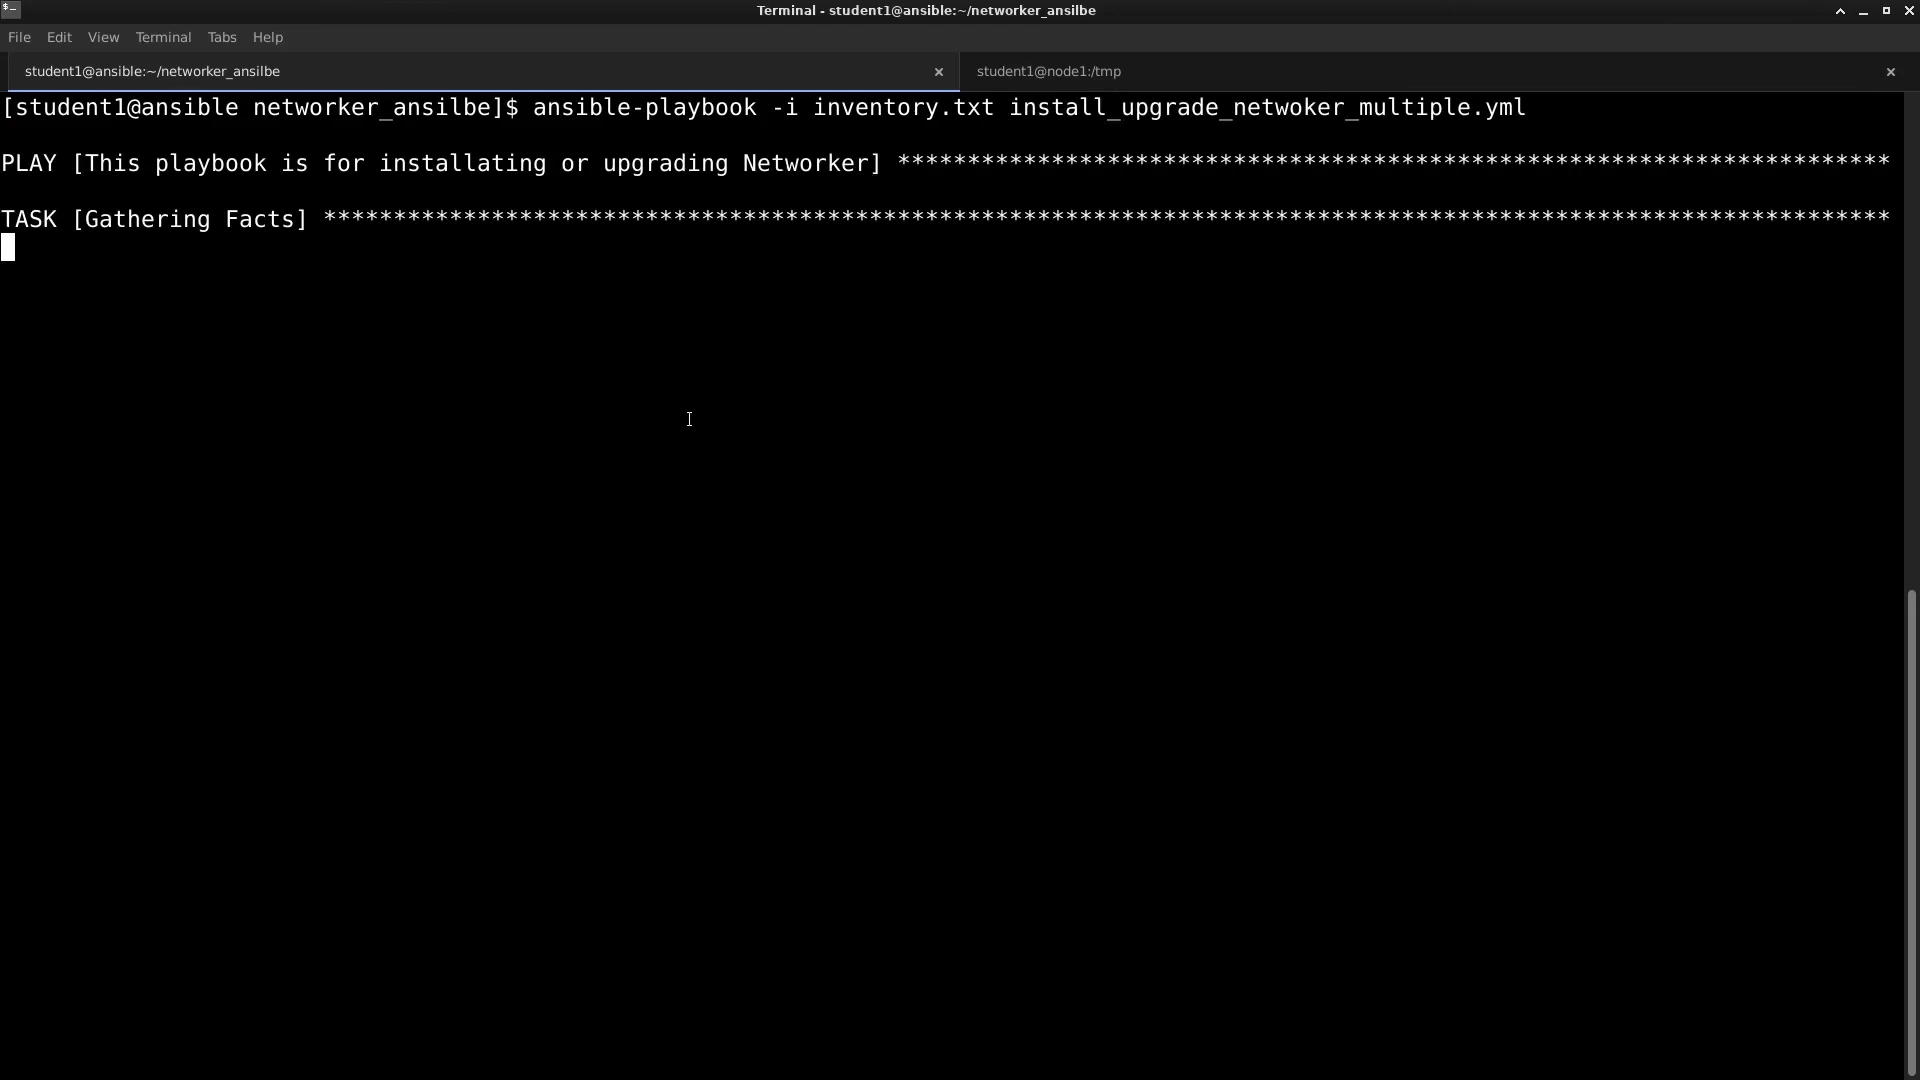 Terminal - student1@ansible:~/networker_ansilbe
File Edit View Terminal Tabs Help
student1@ansible:~/networker_ansilbe student1@node1:/tmp
[student1@ansible networker_ansilbe]$ ansible-playbook -i inventory.txt install_upgrade_netwoker_multiple.yml
PLAY [This playbook is for installating or upgrading Networker] ***********************************************************************
TASK [Gathering Facts] ****************************************************************************************************************